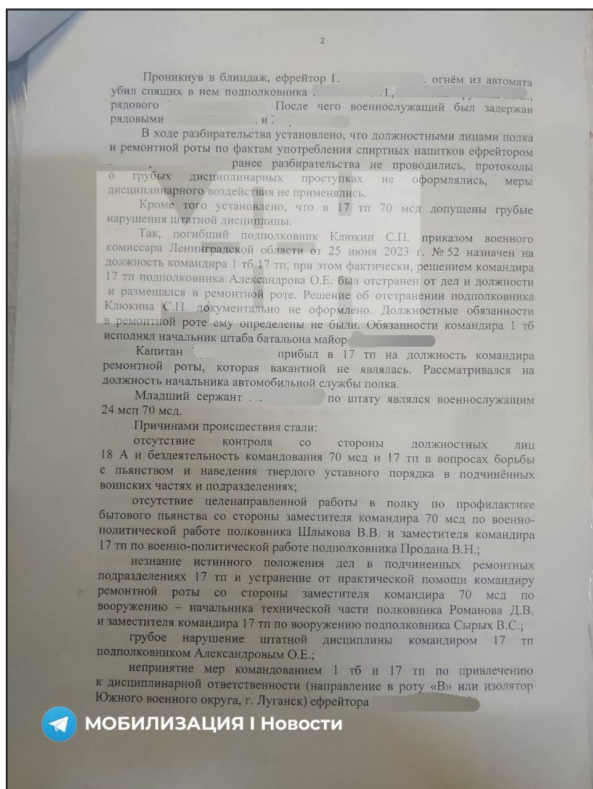 2
Проникнув в блиндаж, ефрейтор Г. огнём из автомата
убил спящих в нем подполковника
рядового После чего военнослужащий был задержан
рядовыми и
В ходе разбирательства установлено, что должностными лицами полка
и ремонтной роты по фактам употребления спиртных напитков ефрейтором
ранее разбирательства не проводились, протоколы
о грубых дисциплинарных проступках не оформлялись, меры
дисциплинарного воздействия не применялись.
Кроме того установлено, что в 17 тп 70 мсд допущены грубые
нарушения штатной дисциплины.
Так, погибший подполковник Клюкин С.П. приказом военного
комиссара Ленинградской области от 25 июня 2023 г. №52 назначен на
должность командира 1 тб 17 тп, при этом фактически, решением командира
17 тп подполковника Александрова О.Е. был отстранен от дел и должности
и размещался в ремонтной роте. Решение об отстранении подполковника
Клюкина С.П. документально не оформлено. Должностные обязанности
в ремонтной роте ему определены не были. Обязанности командира 1 тб
исполнял начальник штаба батальона майор
Капитан прибыл в 17 тп на должность командира
ремонтной роты, которая вакантной не являлась. Рассматривался на
должность начальника автомобильной службы полка.
Младший сержант по штату являлся военнослужащим
24 мсп 70 мсд.
Причинами происшествия стали:
отсутствие контроля со стороны должностных лиц
18 А и бездеятельность командования 70 мсд и 17 тп в вопросах борьбы
с пьянством и наведения твердого уставного порядка в подчинённых
воинских частях и подразделениях;
отсутствие целенаправленной работы в полку по профилактике
бытового пьянства со стороны заместителя командира 70 мсд по военно-
политической работе полковника Шлыкова В.В. и заместителя командира
17 тп по военно-политической работе подполковника Продана В.Н.;
незнание истинного положения дел в подчиненных ремонтных
подразделениях 17 тп и устранение от практической помощи командиру
ремонтной роты со стороны заместителя командира 70 мсд по
вооружению – начальника технической части полковника Романова Д.В.
и заместителя командира 17 тп по вооружению подполковника Сырых В.С.;
грубое нарушение штатной дисциплины командиром 17 тп
подполковником Александровым О.Е.;
непринятие мер командованием 1 тб и 17 тп по привлечению
к дисциплинарной ответственности (направление в роту «В» или изолятор
Южного военного округа, г. Луганск) ефрейтора
МОБИЛИЗАЦИЯ | Новости